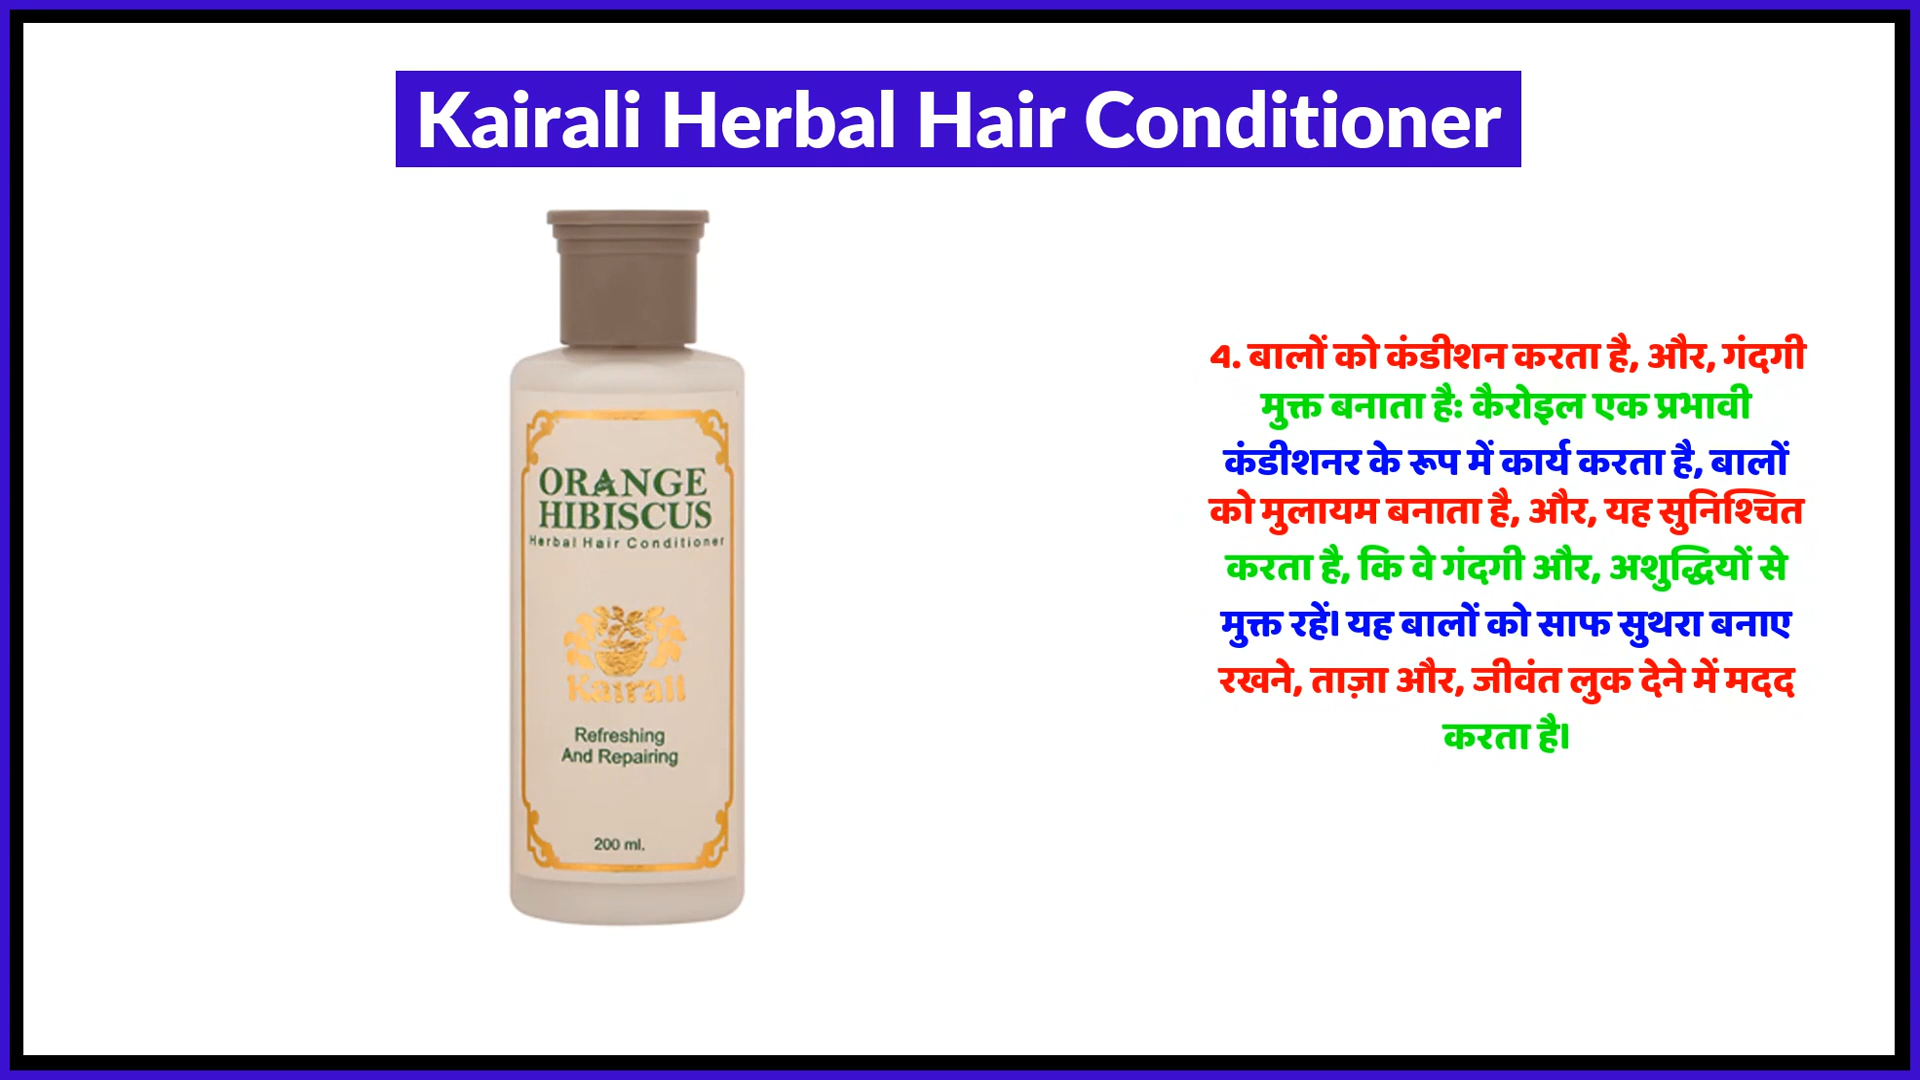 Kairali Herbal Hair Conditioner
ORANGE
HIBISCUS
Herbal Hair Conditioner
Kairali
Refreshing
And Repairing
200 ml.
4. बालों को कंडीशन करता है, और, गंदगी
मुक्त बनाता है: कैरोइल एक प्रभावी
कंडीशनर के रूप में कार्य करता है, बालों
को मुलायम बनाता है, और, यह सुनिश्चित
करता है, कि वे गंदगी और, अशुद्धियों से
मुक्त रहें। यह बालों को साफ सुथरा बनाए
रखने, ताज़ा और, जीवंत लुक देने में मदद
करता है।